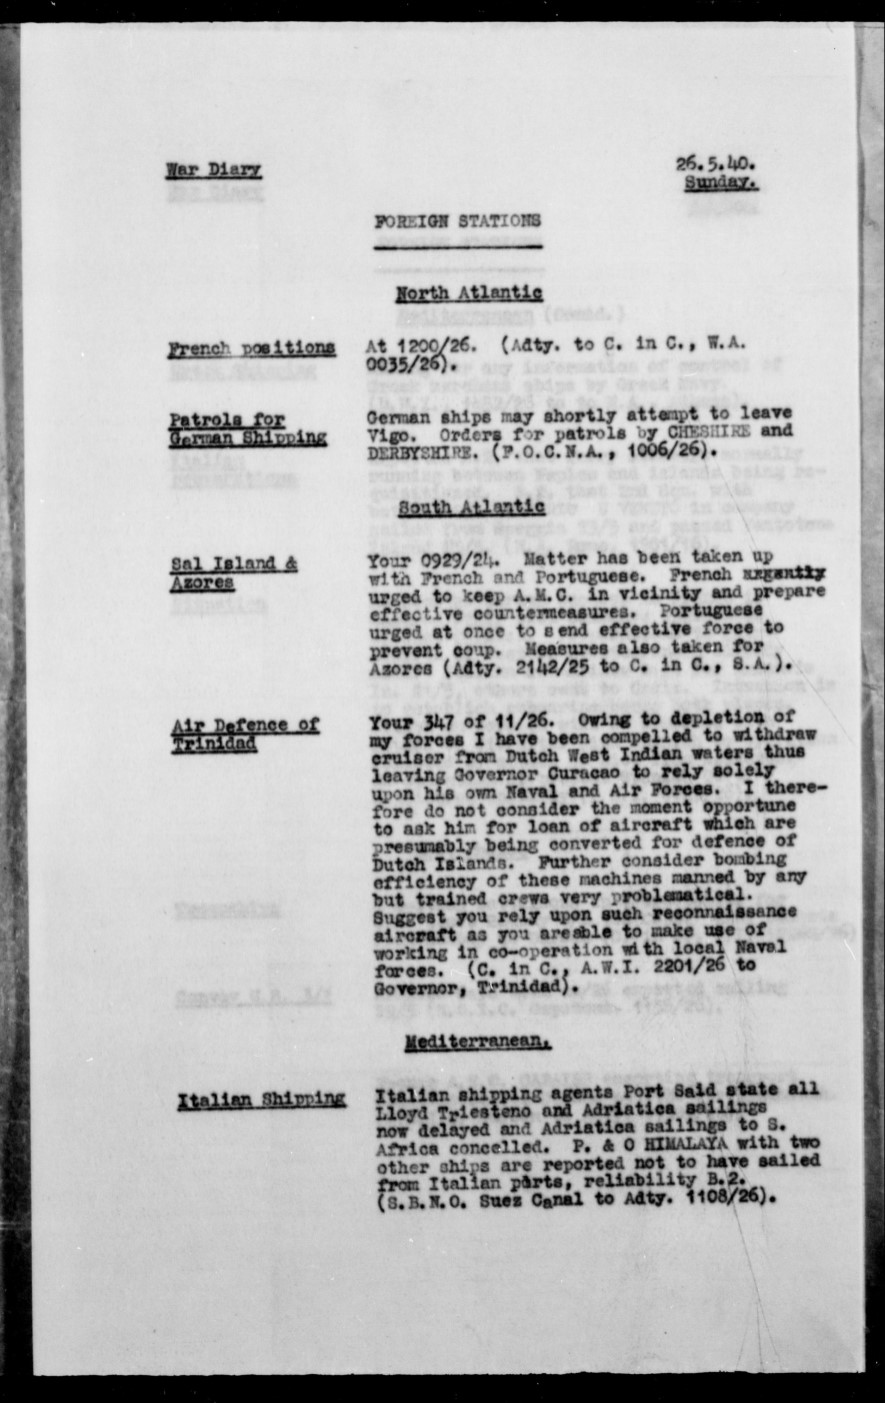 War Diary
26.5.40.
Sunday.
FOREIGN STATIONS
North Atlantic
French positions
At 1200/26. (Adty. to C. in C., W.A.
0035/26).
Patrols for
German Shipping
German ships may shortly attempt to leave
Vigo. Orders for patrols by CHESHIRE and
DERBYSHIRE. (F.O.C.N.A., 1006/26).
South Atlantic
Sal Island &
Azores
Your 0929/24. Matter has been taken up
with French and Portuguese. French urgently
urged to keep A.M.C. in vicinity and prepare
effective countermeasures. Portuguese
urged at once to send effective force to
prevent coup. Measures also taken for
Azores (Adty. 2142/25 to C. in C., S.A.).
Air Defence of
Trinidad
Your 347 of 11/26. Owing to depletion of
my forces I have been compelled to withdraw
cruiser from Dutch West Indian waters thus
leaving Governor Curacao to rely solely
upon his own Naval and Air Forces. I there-
fore do not consider the moment opportune
to ask him for loan of aircraft which are
presumably being converted for defence of
Dutch Islands. Further consider bombing
efficiency of these machines manned by any
but trained crews very problematical.
Suggest you rely upon such reconnaissance
aircraft as you areable to make use of
working in co-operation with local Naval
forces. (C. in C., A.W.I. 2201/26 to
Governor, Trinidad).
Mediterranean.
Italian Shipping
Italian shipping agents Port Said state all
Lloyd Triesteno and Adriatica sailings
now delayed and Adriatica sailings to S.
Africa concelled. P. & O HIMALAYA with two
other ships are reported not to have sailed
from Italian parts, reliability B.2.
(S.B.N.O. Suez Canal to Adty. 1108/26).